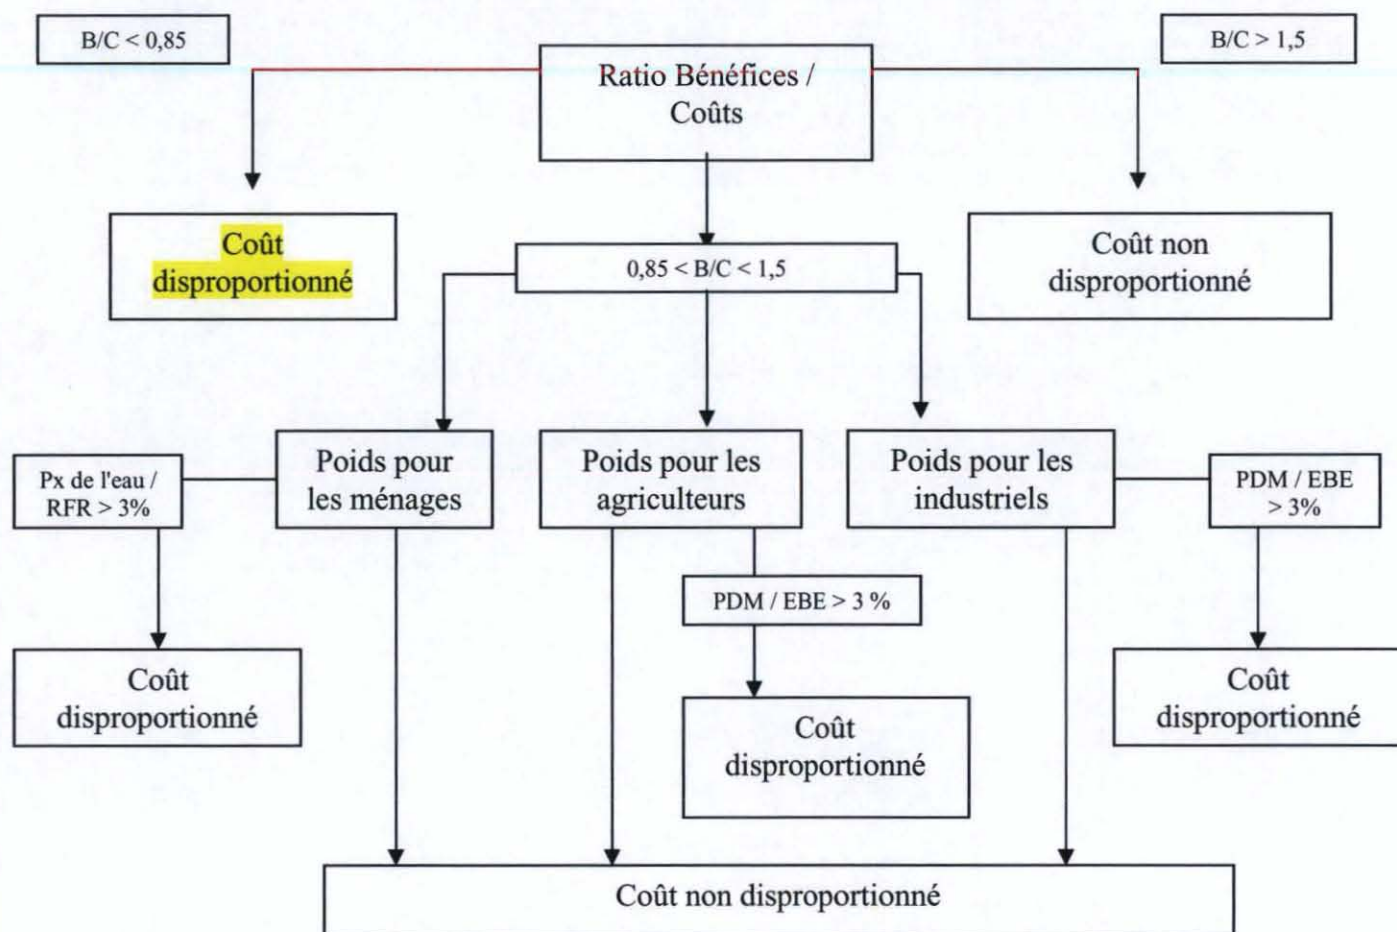 B/C < 0,85
B/C > 1,5
Ratio Bénéfices /
Coûts
Coût
disproportionné
0,85 < B/C < 1,5
Coût non
disproportionné
Px de l'eau /
RFR > 3%
Poids pour
les ménages
Poids pour les
agriculteurs
Poids pour les
industriels
PDM / EBE
> 3%
PDM / EBE > 3 %
Coût
disproportionné
Coût
disproportionné
Coût
disproportionné
Coût non disproportionné